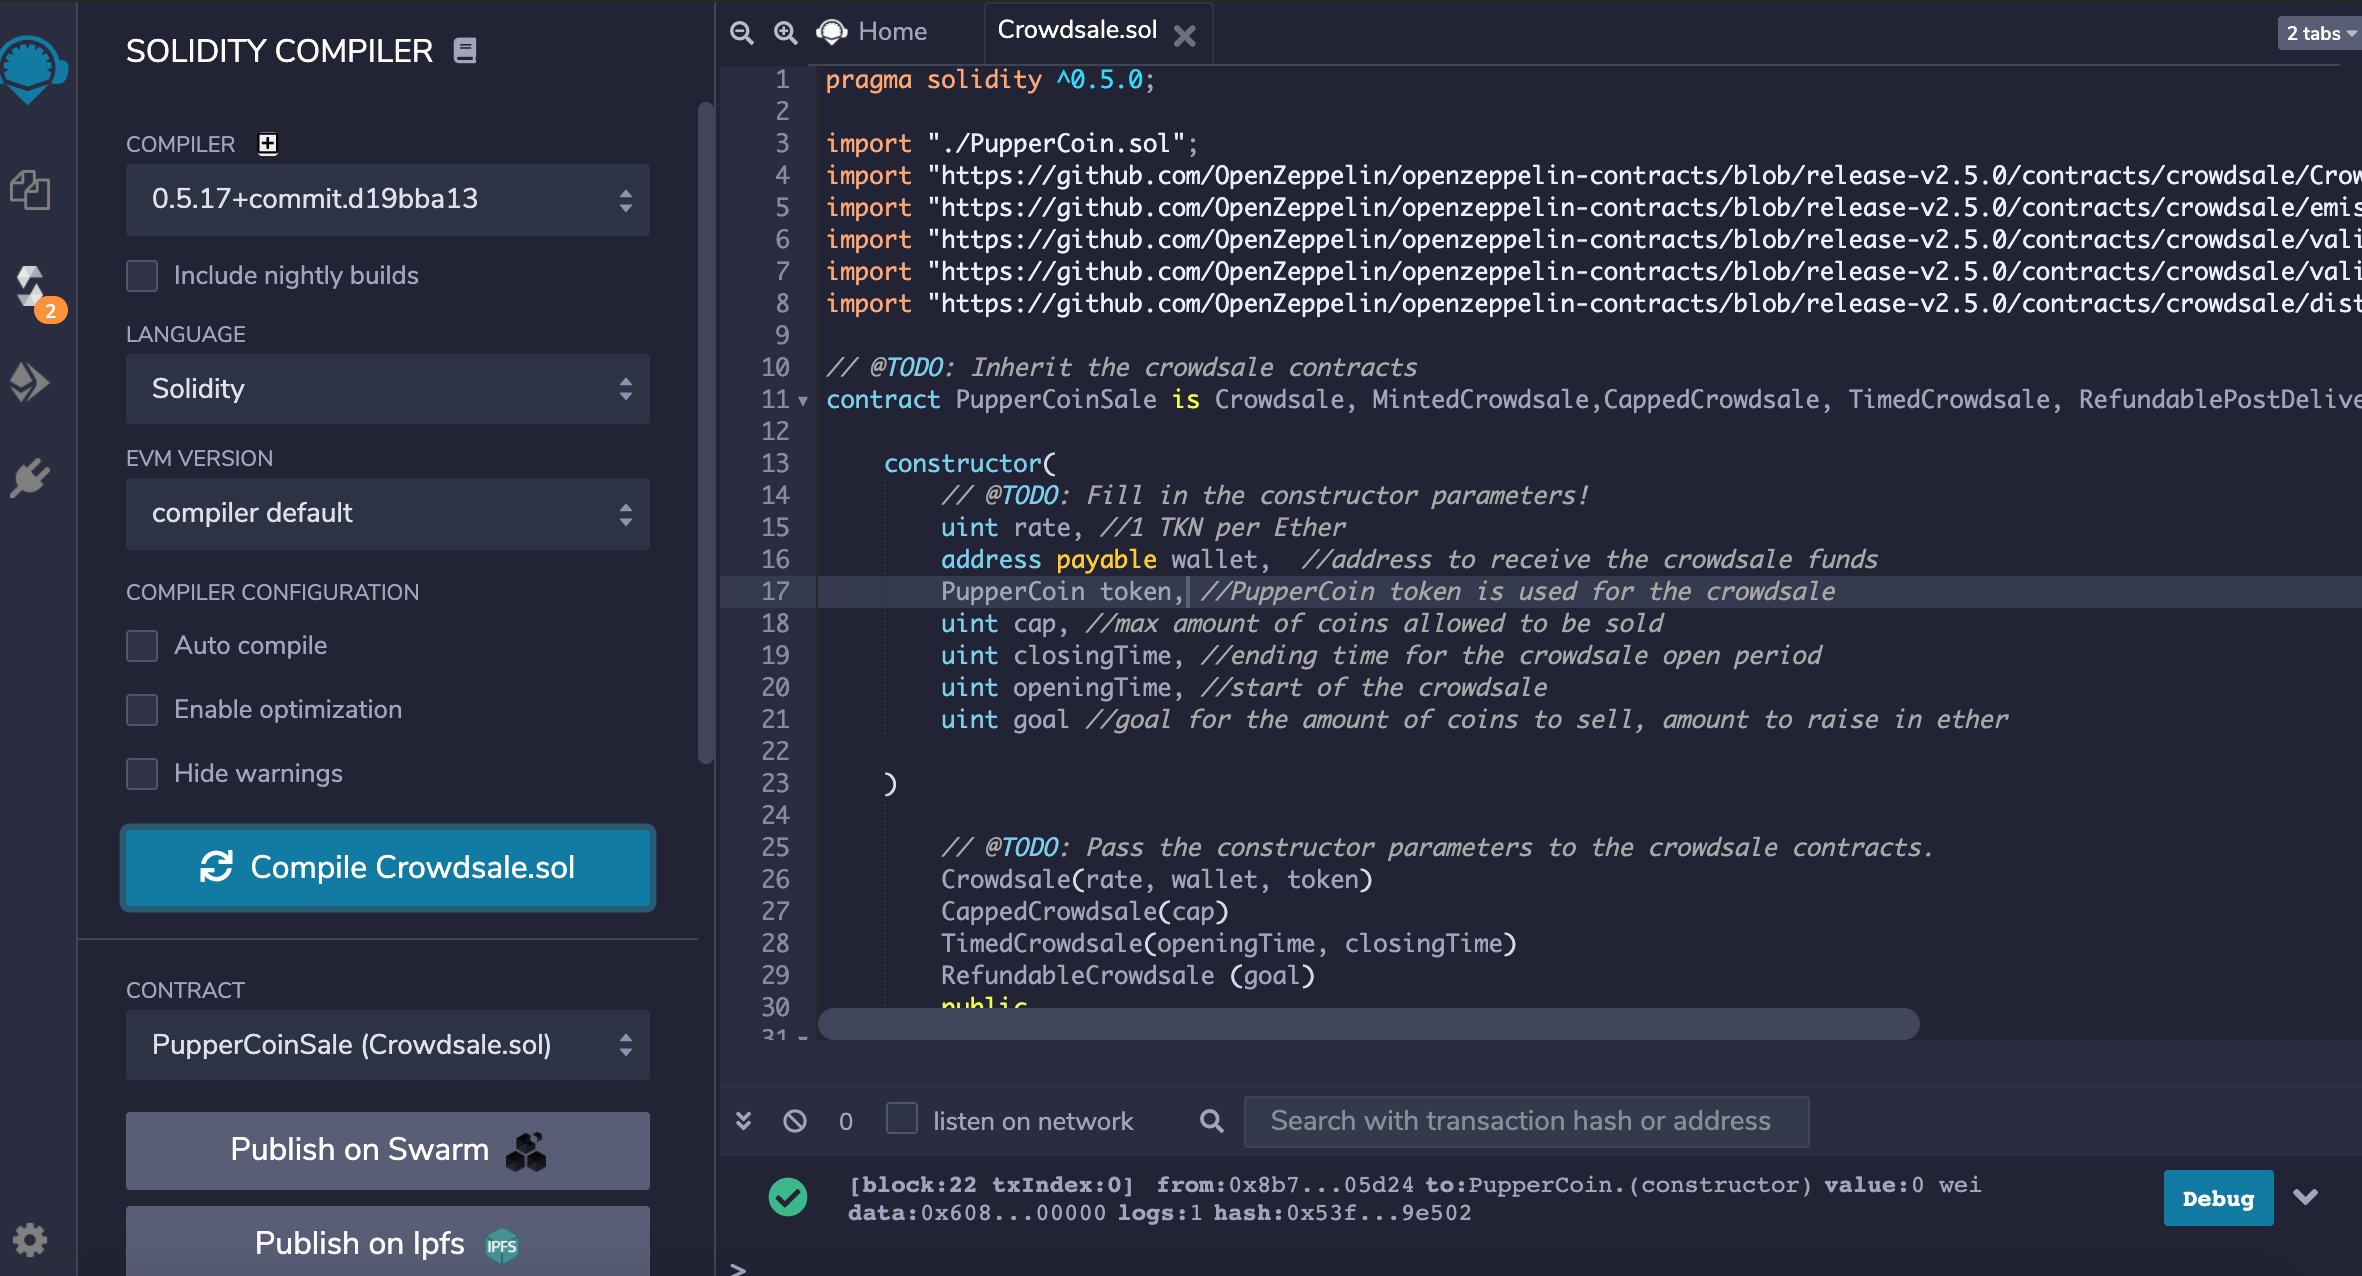 SOLIDITY COMPILER
COMPILER
0.5.17+commit.d19bba13
Include nightly builds
2
LANGUAGE
Solidity
EVM VERSION
compiler default
COMPILER CONFIGURATION
Auto compile
Enable optimization
Hide warnings
Compile Crowdsale.sol
CONTRACT
PupperCoinSale (Crowdsale.sol)
Publish on Swarm
Publish on Ipfs
IPFS
Home
Crowdsale.sol
2 tabs
1 pragma solidity ^0.5.0;
2
3 import "./PupperCoin.sol";
4 import "https://github.com/OpenZeppelin/openzeppelin-contracts/blob/release-v2.5.0/contracts/crowdsale/Crow
5 import "https://github.com/OpenZeppelin/openzeppelin-contracts/blob/release-v2.5.0/contracts/crowdsale/emis
6 import "https://github.com/OpenZeppelin/openzeppelin-contracts/blob/release-v2.5.0/contracts/crowdsale/vali
7 import "https://github.com/OpenZeppelin/openzeppelin-contracts/blob/release-v2.5.0/contracts/crowdsale/vali
8 import "https://github.com/OpenZeppelin/openzeppelin-contracts/blob/release-v2.5.0/contracts/crowdsale/dist
9
10 // @TODO: Inherit the crowdsale contracts
11 contract PupperCoinSale is Crowdsale, MintedCrowdsale,CappedCrowdsale, TimedCrowdsale, RefundablePostDelive
12
13 constructor(
14 // @TODO: Fill in the constructor parameters!
15 uint rate, //1 TKN per Ether
16 address payable wallet,  //address to receive the crowdsale funds
17 PupperCoin token, //PupperCoin token is used for the crowdsale
18 uint cap, //max amount of coins allowed to be sold
19 uint closingTime, //ending time for the crowdsale open period
20 uint openingTime, //start of the crowdsale
21 uint goal //goal for the amount of coins to sell, amount to raise in ether
22
23 )
24
25 // @TODO: Pass the constructor parameters to the crowdsale contracts.
26 Crowdsale(rate, wallet, token)
27 CappedCrowdsale(cap)
28 TimedCrowdsale(openingTime, closingTime)
29 RefundableCrowdsale (goal)
30 public
31
0 listen on network Search with transaction hash or address
[block:22 txIndex:0] from:0x8b7...05d24 to:PupperCoin.(constructor) value:0 wei
data:0x608...00000 logs:1 hash:0x53f...9e502
Debug
>